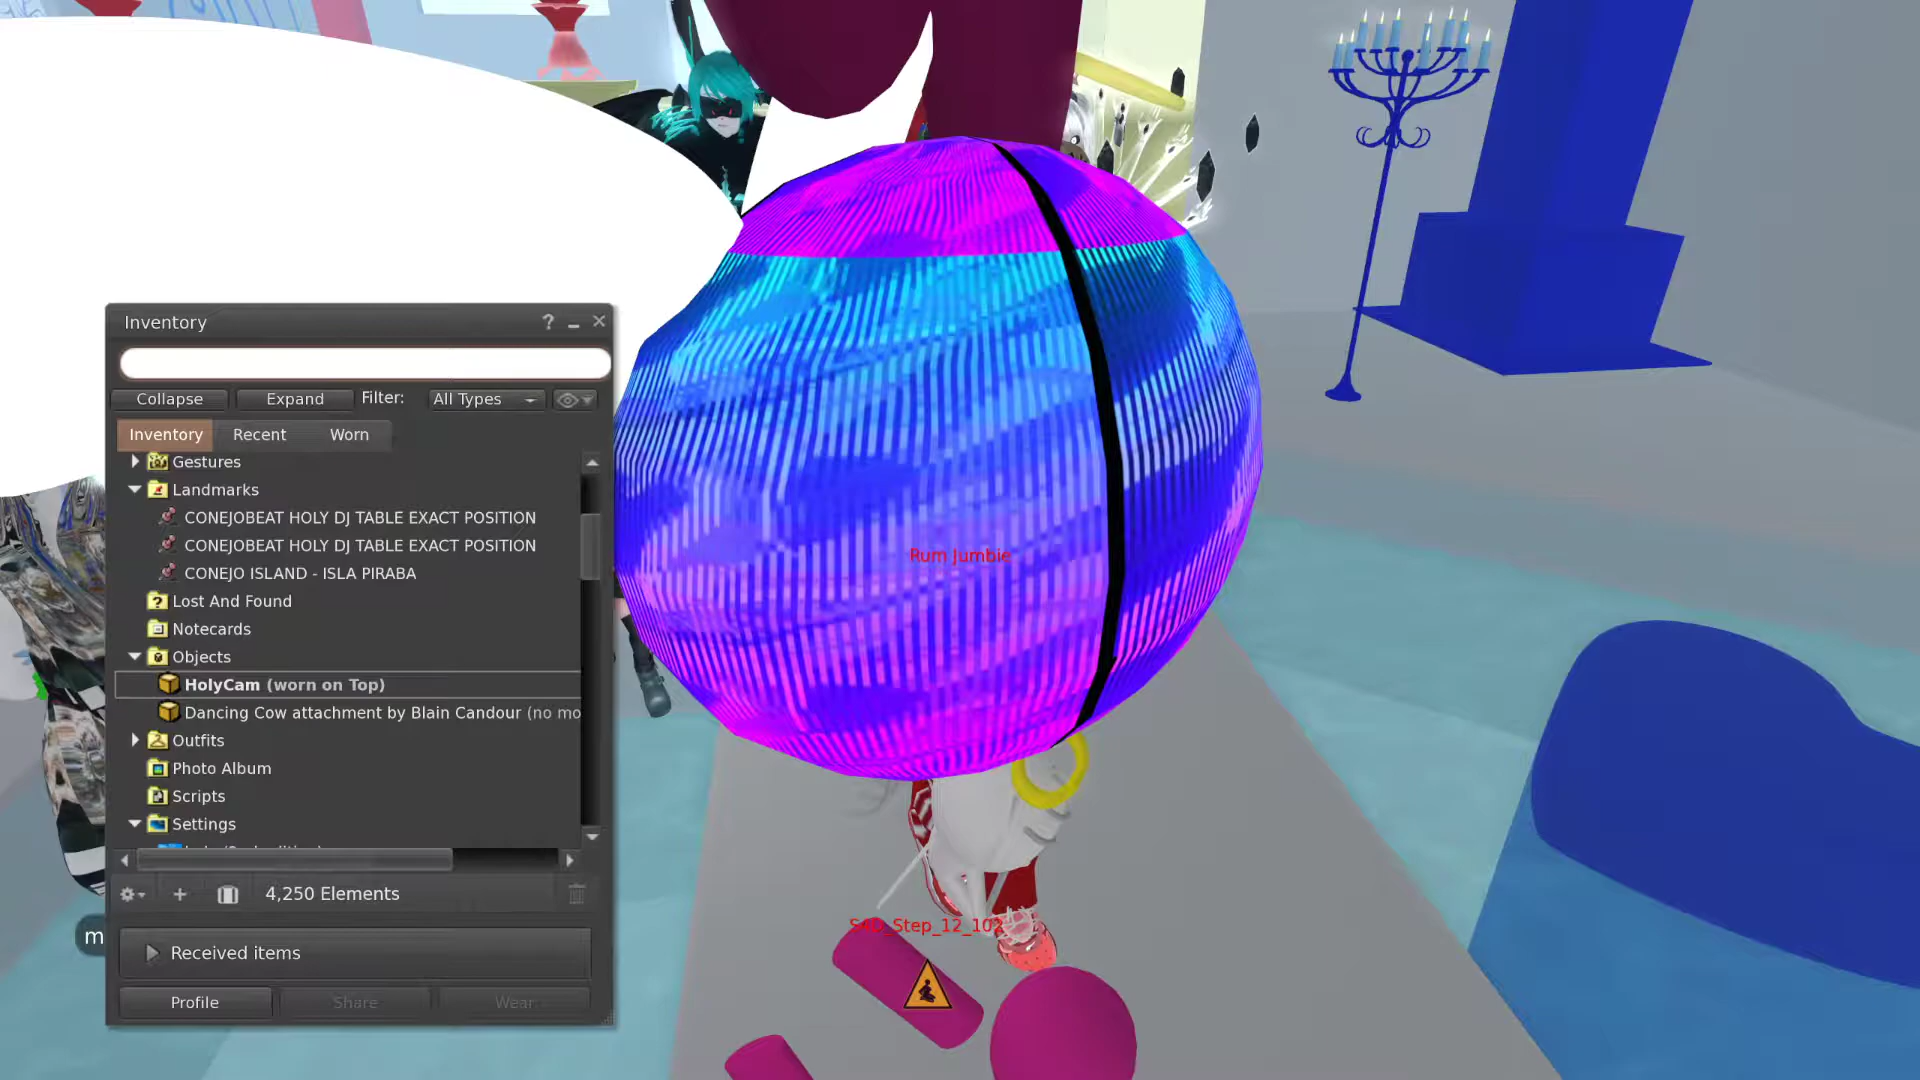 Inventory
?
Collapse
Expand
Filter:
All Types
Inventory
Recent
Worn
Gestures
Landmarks
CONEJOBEAT HOLY DJ TABLE EXACT POSITION
CONEJOBEAT HOLY DJ TABLE EXACT POSITION
CONEJO ISLAND - ISLA PIRABA
Lost And Found
Notecards
Objects
HolyCam (worn on Top)
Dancing Cow attachment by Blain Candour (no mo
Outfits
Photo Album
Scripts
Settings
4,250 Elements
Received items
Profile
Share
Wear
m
Rum Jumbie